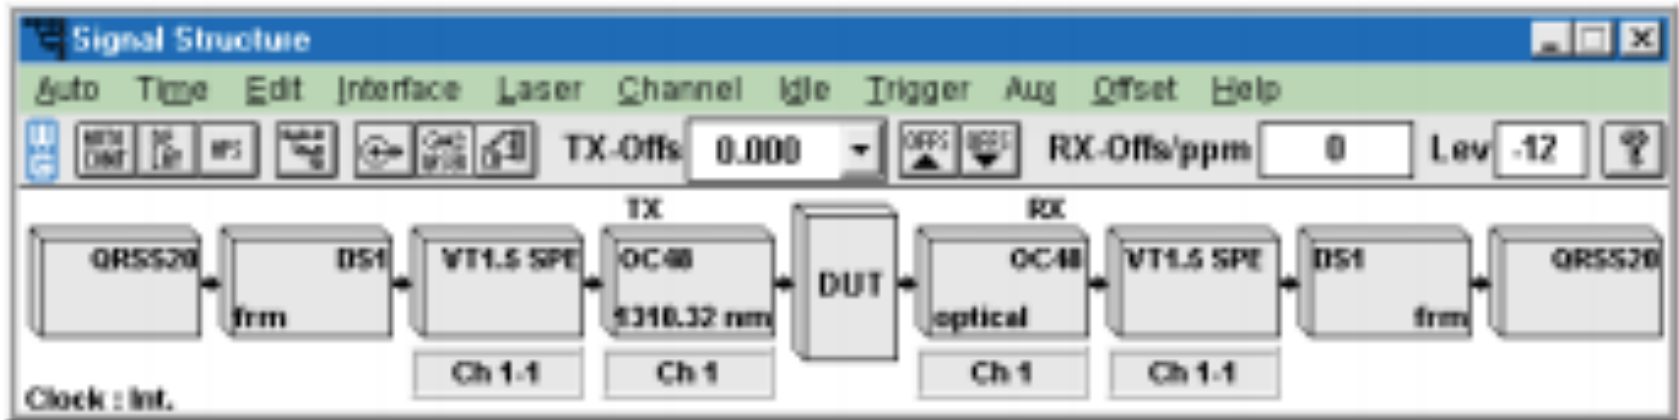 Signal Structure
Auto Time Edit Interface Laser Channel Idle Trigger Aux Offset Help
TX-Offs 0.000 OFFS OFFS RX-Offs/ppm 0 Lev -12 ?
TX RX
QRSS20 DS1 VT1.5 SPE OC48 DUT OC48 VT1.5 SPE DS1 QRSS20
frm 1310.32 nm optical frm
Ch 1-1 Ch 1 Ch 1 Ch 1-1
Clock : Int.